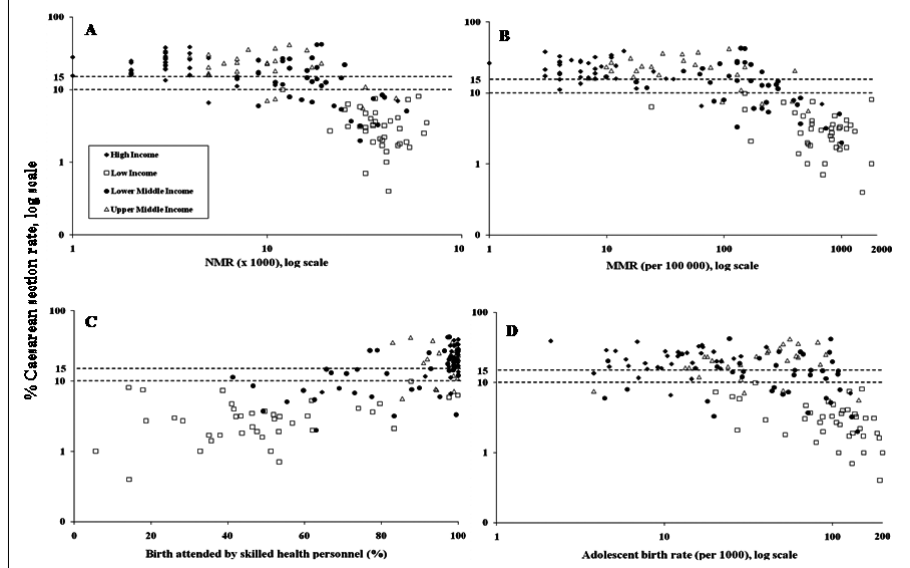 % Caesarean section rate, log scale
A
100
15
10
1
0
1
10
10
NMR (x 1000), log scale
High Income
Low Income
Lower Middle Income
Upper Middle Income
B
100
15
10
1
0
1
10
100
1000
2000
MMR (per 100 000), log scale
C
100
15
10
1
0
0
20
40
60
80
100
Birth attended by skilled health personnel (%)
D
100
15
10
1
0
1
10
100
200
Adolescent birth rate (per 1000), log scale